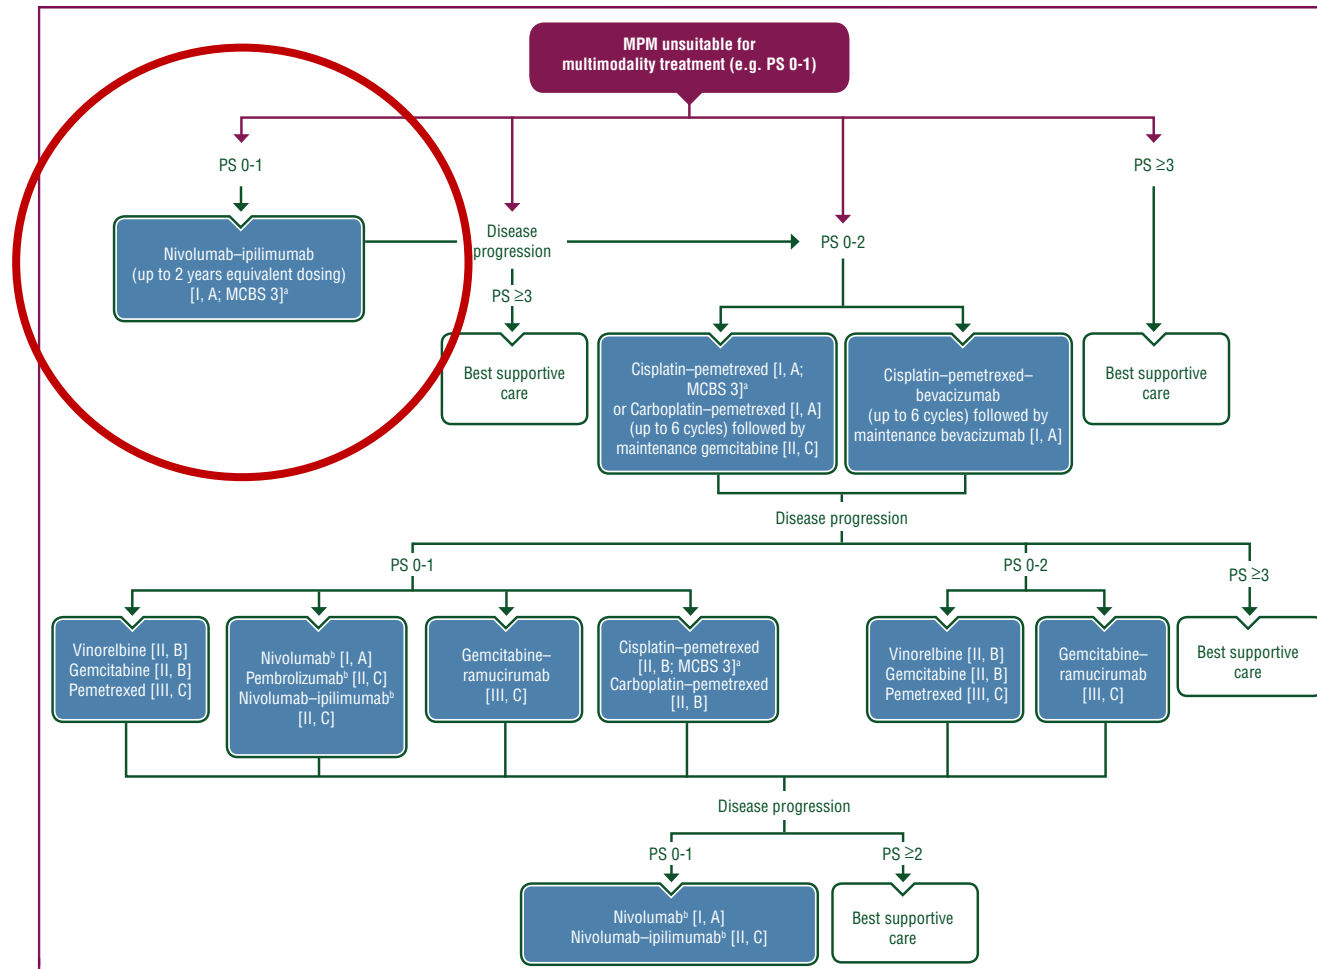 MPM unsuitable for
multimodality treatment (e.g. PS 0-1)
PS 0-1
PS ≥3
Nivolumab–ipilimumab
(up to 2 years equivalent dosing)
[I, A; MCBS 3]ᵃ
Disease
progression
PS 0-2
PS ≥3
Best supportive
care
Cisplatin–pemetrexed [I, A;
MCBS 3]ᵃ
or Carboplatin–pemetrexed [I, A]
(up to 6 cycles) followed by
maintenance gemcitabine [II, C]
Cisplatin–pemetrexed–
bevacizumab
(up to 6 cycles) followed by
maintenance bevacizumab [I, A]
Best supportive
care
Disease progression
PS 0-1
PS 0-2
PS ≥3
Vinorelbine [II, B]
Gemcitabine [II, B]
Pemetrexed [III, C]
Nivolumabᵇ [I, A]
Pembrolizumabᵇ [II, C]
Nivolumab–ipilimumabᵇ
[II, C]
Gemcitabine–
ramucirumab
[III, C]
Cisplatin–pemetrexed
[II, B; MCBS 3]ᵃ
Carboplatin–pemetrexed
[II, B]
Vinorelbine [II, B]
Gemcitabine [II, B]
Pemetrexed [III, C]
Gemcitabine–
ramucirumab
[III, C]
Best supportive
care
Disease progression
PS 0-1
PS ≥2
Nivolumabᵇ [I, A]
Nivolumab–ipilimumabᵇ [II, C]
Best supportive
care